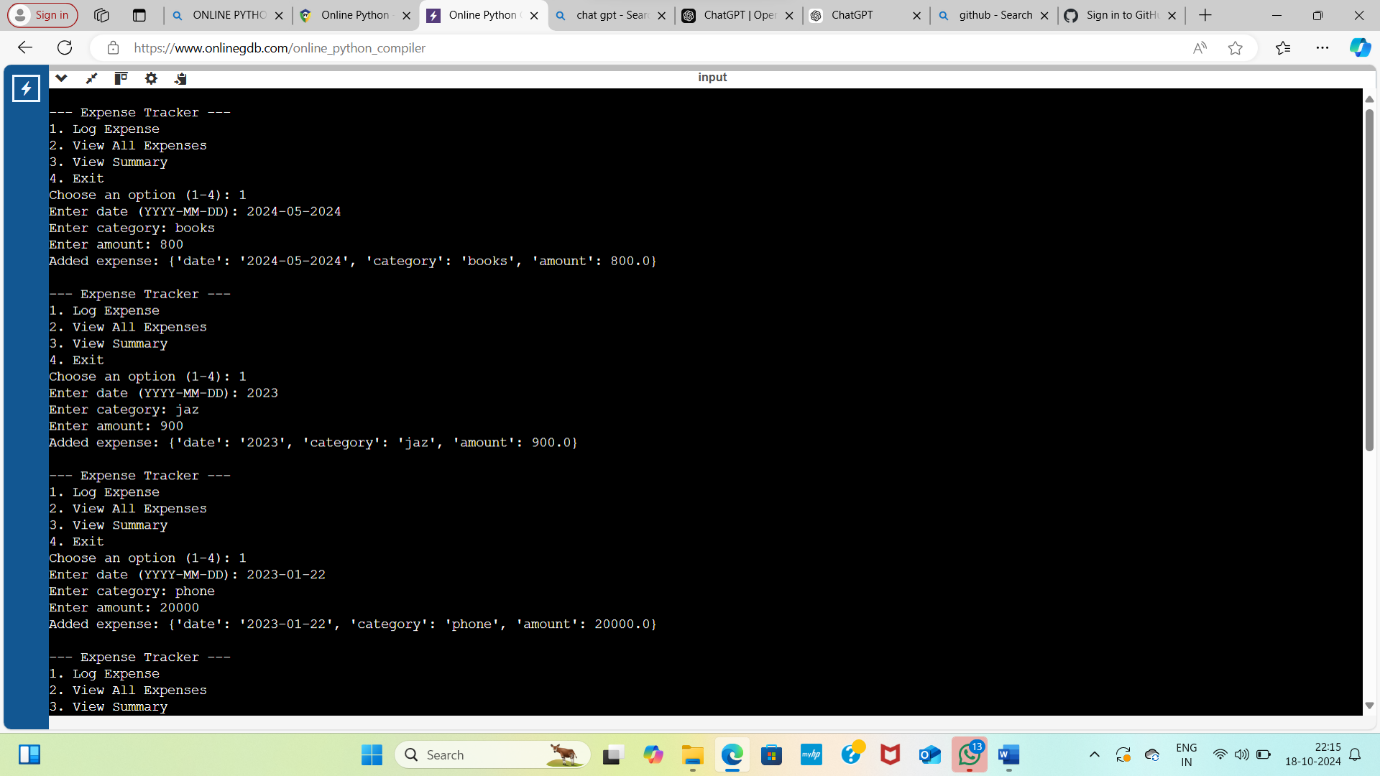 Sign in
ONLINE PYTHO
Online Python -
Online Python
chat gpt - Sear
ChatGPT | Oper
ChatGPT
github - Search
Sign in to GitH
https://www.onlinegdb.com/online_python_compiler
input
--- Expense Tracker ---
1. Log Expense
2. View All Expenses
3. View Summary
4. Exit
Choose an option (1-4): 1
Enter date (YYYY-MM-DD): 2024-05-2024
Enter category: books
Enter amount: 800
Added expense: {'date': '2024-05-2024', 'category': 'books', 'amount': 800.0}
--- Expense Tracker ---
1. Log Expense
2. View All Expenses
3. View Summary
4. Exit
Choose an option (1-4): 1
Enter date (YYYY-MM-DD): 2023
Enter category: jaz
Enter amount: 900
Added expense: {'date': '2023', 'category': 'jaz', 'amount': 900.0}
--- Expense Tracker ---
1. Log Expense
2. View All Expenses
3. View Summary
4. Exit
Choose an option (1-4): 1
Enter date (YYYY-MM-DD): 2023-01-22
Enter category: phone
Enter amount: 20000
Added expense: {'date': '2023-01-22', 'category': 'phone', 'amount': 20000.0}
--- Expense Tracker ---
1. Log Expense
2. View All Expenses
3. View Summary
Search
myhp
13
ENG
IN
22:15
18-10-2024